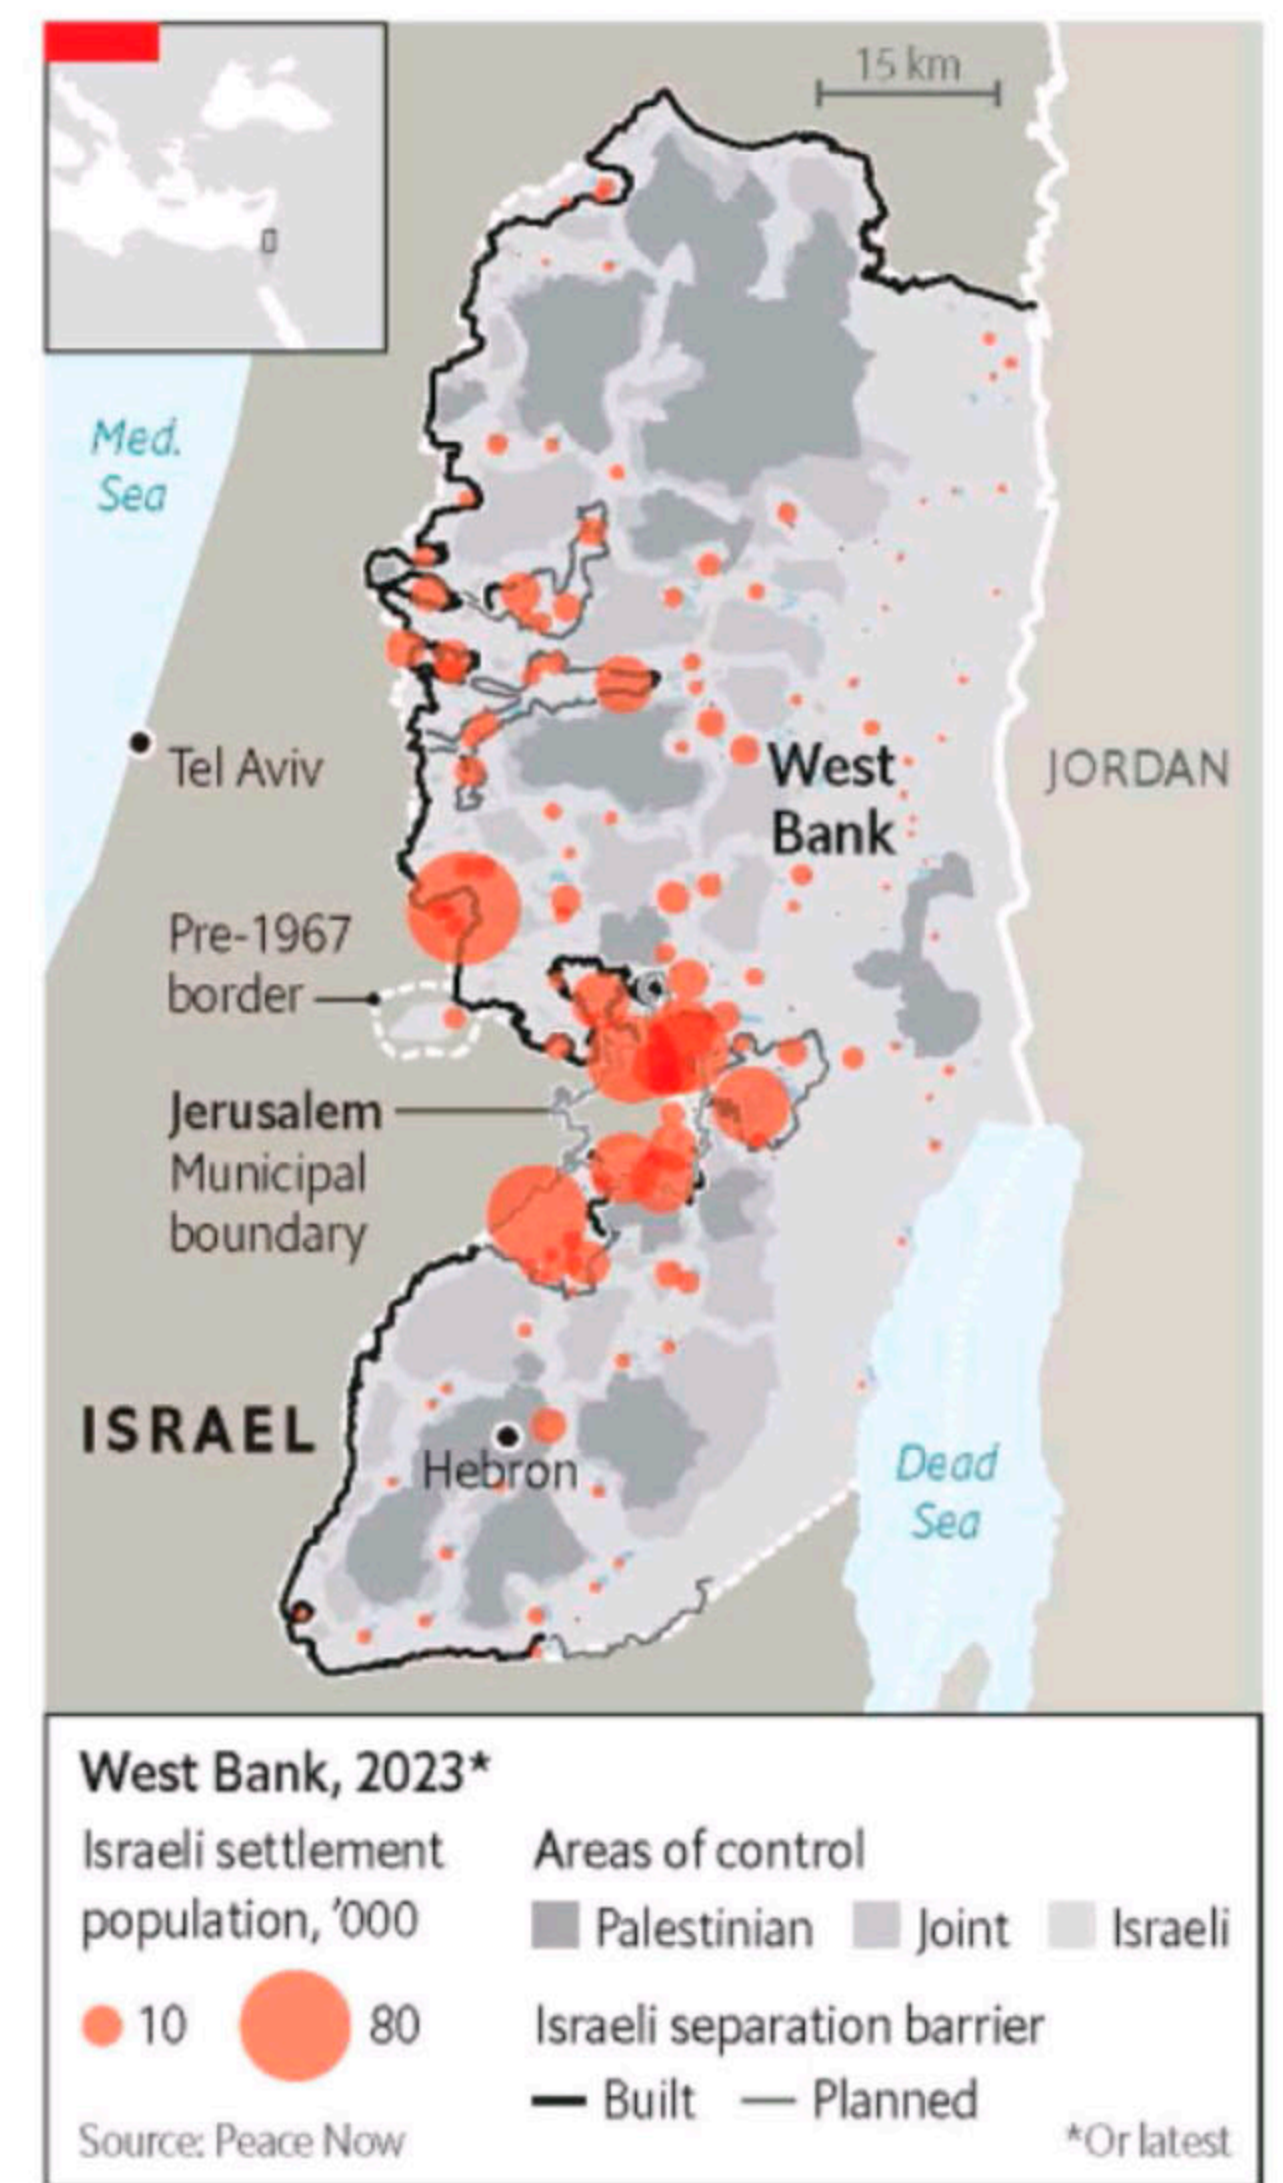 15 km
Med.
Sea
Tel Aviv
West
Bank
JORDAN
Pre-1967
border
Jerusalem
Municipal
boundary
ISRAEL
Hebron
Dead
Sea
West Bank, 2023*
Israeli settlement
population, ’000
10 80
Areas of control
Palestinian Joint Israeli
Israeli separation barrier
Built Planned
Source: Peace Now
*Or latest